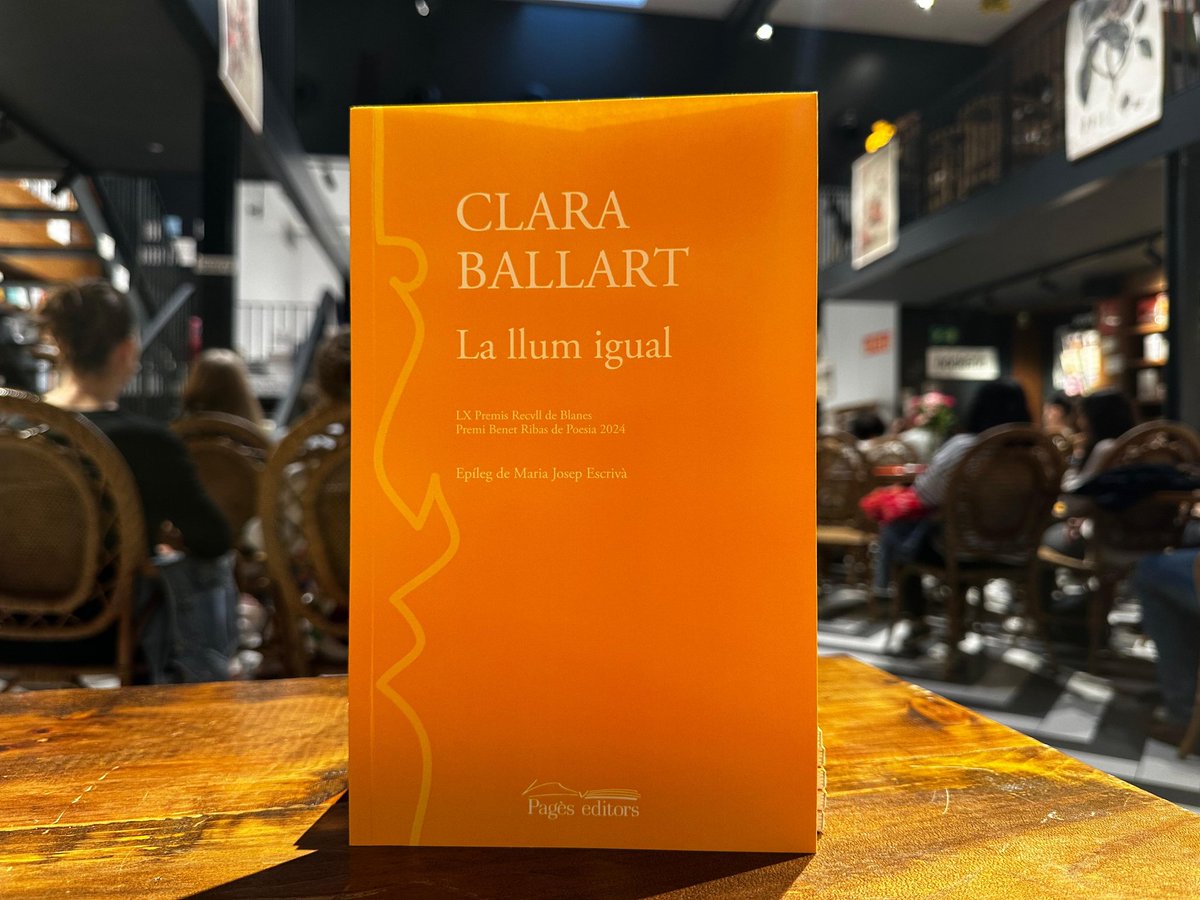 CLARA
BALLART
La llum igual
LX Premis Recvll de Blanes
Premi Benet Ribas de Poesia 2024
Epíleg de Maria Josep Escrivà
Pagès editors